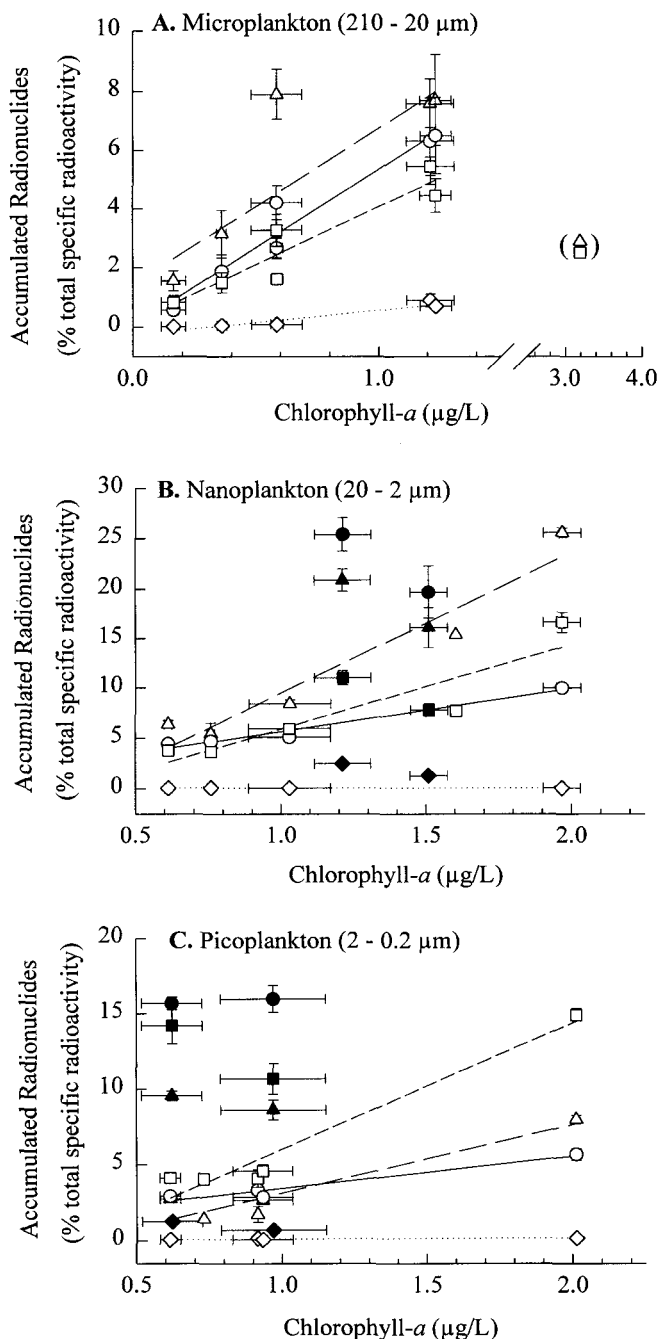 A. Microplankton (210 - 20 µm)
Accumulated Radionuclides
(% total specific radioactivity)
10
8
6
4
2
0
( )
0.0 1.0 3.0 4.0
Chlorophyll-a (µg/L)
B. Nanoplankton (20 - 2 µm)
Accumulated Radionuclides
(% total specific radioactivity)
30
25
20
15
10
5
0
0.5 1.0 1.5 2.0
Chlorophyll-a (µg/L)
C. Picoplankton (2 - 0.2 µm)
Accumulated Radionuclides
(% total specific radioactivity)
20
15
10
5
0
0.5 1.0 1.5 2.0
Chlorophyll-a (µg/L)